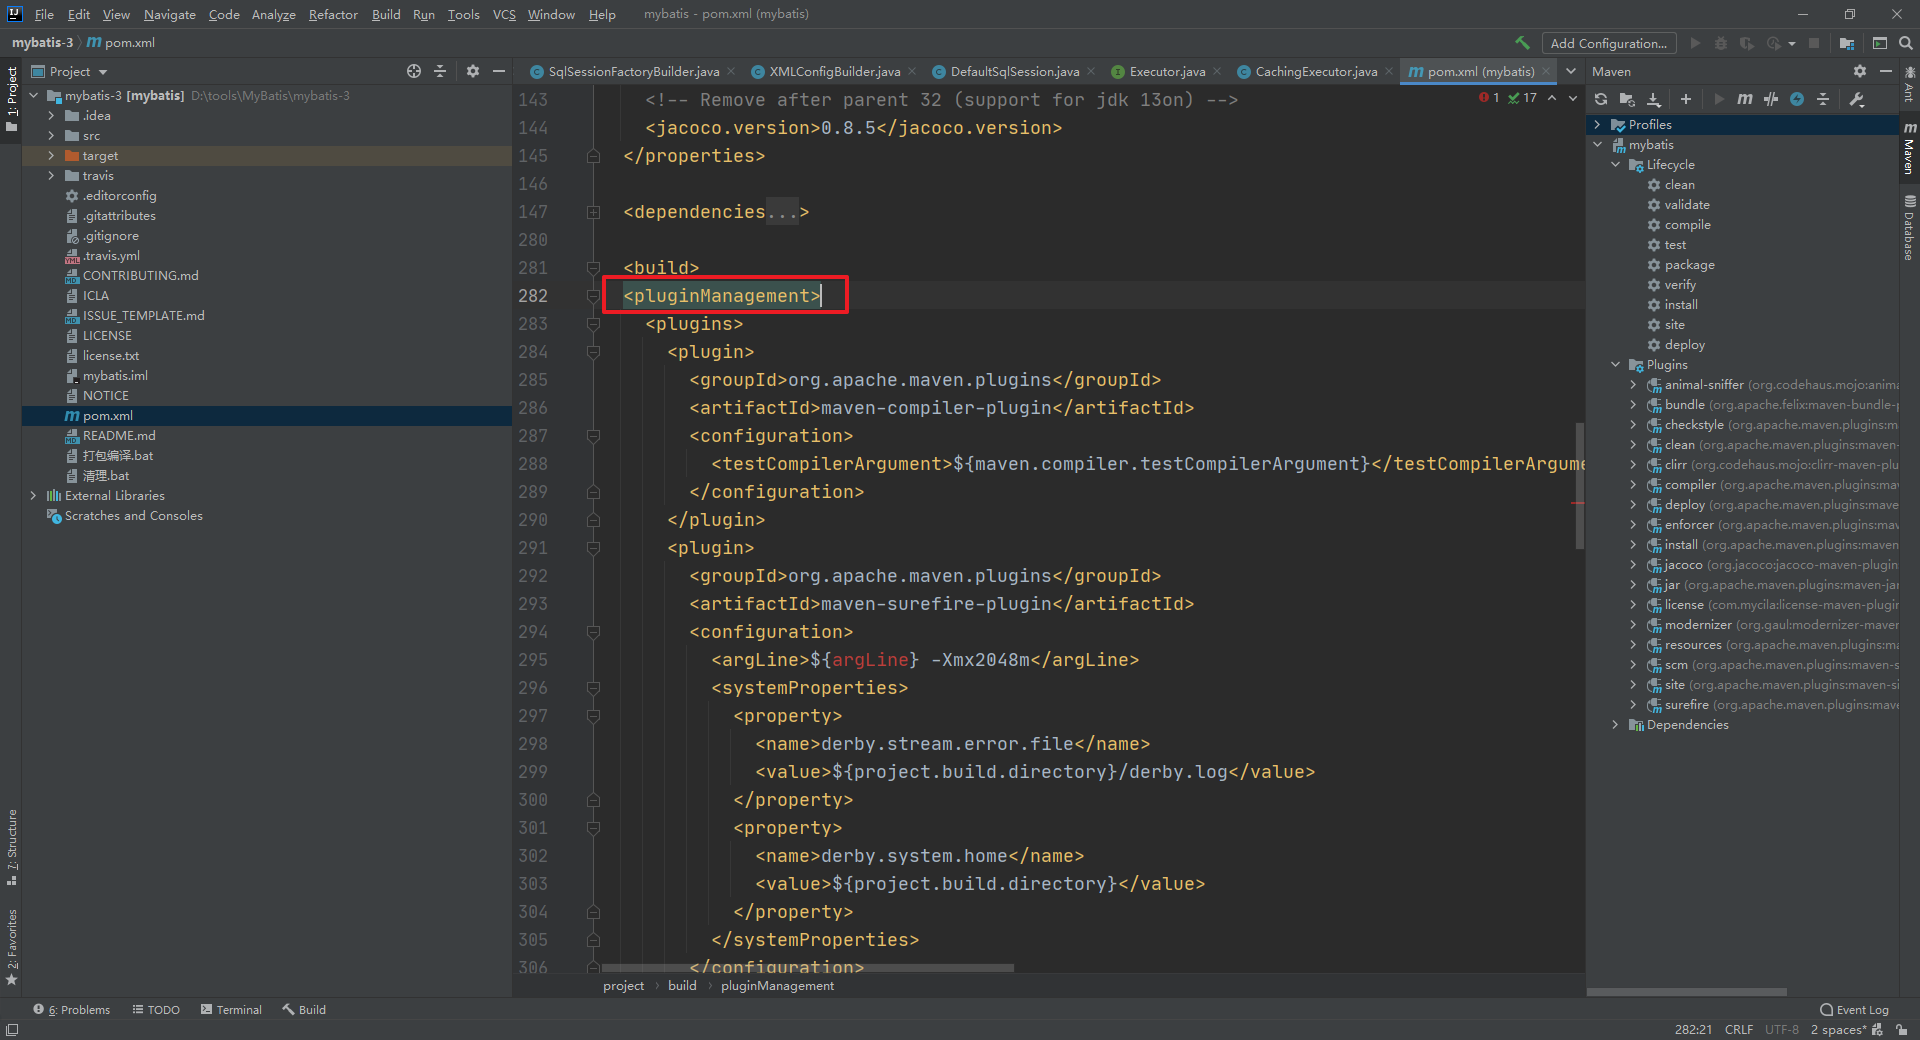 File Edit View Navigate Code Analyze Refactor Build Run Tools VCS Window Help mybatis - pom.xml (mybatis)
mybatis-3 pom.xml
Add Configuration...
Project
SqlSessionFactoryBuilder.java XMLConfigBuilder.java DefaultSqlSession.java Executor.java CachingExecutor.java pom.xml (mybatis)
Maven
1: Project
7: Structure
2: Favorites
mybatis-3 [mybatis] D:\tools\MyBatis\mybatis-3
.idea
src
target
travis
.editorconfig
.gitattributes
.gitignore
.travis.yml
CONTRIBUTING.md
ICLA
ISSUE_TEMPLATE.md
LICENSE
license.txt
mybatis.iml
NOTICE
pom.xml
README.md
打包编译.bat
清理.bat
External Libraries
Scratches and Consoles
1 17
143 <!-- Remove after parent 32 (support for jdk 13on) -->
144 <jacoco.version>0.8.5</jacoco.version>
145 </properties>
146
147 <dependencies...>
280
281 <build>
282 <pluginManagement>
283 <plugins>
284 <plugin>
285 <groupId>org.apache.maven.plugins</groupId>
286 <artifactId>maven-compiler-plugin</artifactId>
287 <configuration>
288 <testCompilerArgument>${maven.compiler.testCompilerArgument}</testCompilerArgume
289 </configuration>
290 </plugin>
291 <plugin>
292 <groupId>org.apache.maven.plugins</groupId>
293 <artifactId>maven-surefire-plugin</artifactId>
294 <configuration>
295 <argLine>${argLine} -Xmx2048m</argLine>
296 <systemProperties>
297 <property>
298 <name>derby.stream.error.file</name>
299 <value>${project.build.directory}/derby.log</value>
300 </property>
301 <property>
302 <name>derby.system.home</name>
303 <value>${project.build.directory}</value>
304 </property>
305 </systemProperties>
306 </configuration>
project build pluginManagement
Profiles
mybatis
Lifecycle
clean
validate
compile
test
package
verify
install
site
deploy
Plugins
animal-sniffer (org.codehaus.mojo:anima
bundle (org.apache.felix:maven-bundle-p
checkstyle (org.apache.maven.plugins:m
clean (org.apache.maven.plugins:maven-
clirr (org.codehaus.mojo:clirr-maven-plu
compiler (org.apache.maven.plugins:ma
deploy (org.apache.maven.plugins:mave
enforcer (org.apache.maven.plugins:mav
install (org.apache.maven.plugins:maven
jacoco (org.jacoco:jacoco-maven-plugin
jar (org.apache.maven.plugins:maven-jar
license (com.mycila:license-maven-plugin
modernizer (org.gaul:modernizer-maven
resources (org.apache.maven.plugins:ma
scm (org.apache.maven.plugins:maven-s
site (org.apache.maven.plugins:maven-si
surefire (org.apache.maven.plugins:mave
Dependencies
Ant
Maven
Database
6: Problems TODO Terminal Build Event Log
282:21 CRLF UTF-8 2 spaces*